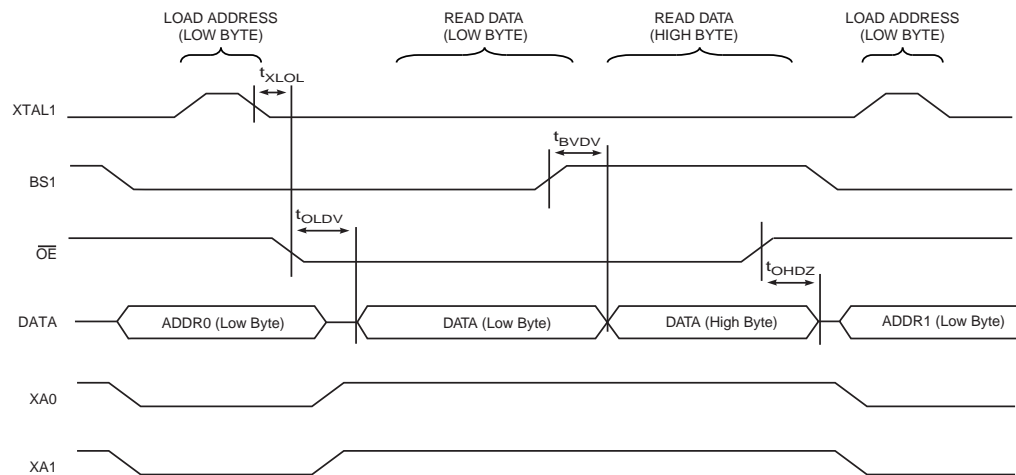 LOAD ADDRESS
(LOW BYTE)
READ DATA
(LOW BYTE)
READ DATA
(HIGH BYTE)
LOAD ADDRESS
(LOW BYTE)
tXLOL
XTAL1
tBVDV
BS1
tOLDV
OE
tOHDZ
DATA
ADDR0 (Low Byte)
DATA (Low Byte)
DATA (High Byte)
ADDR1 (Low Byte)
XA0
XA1